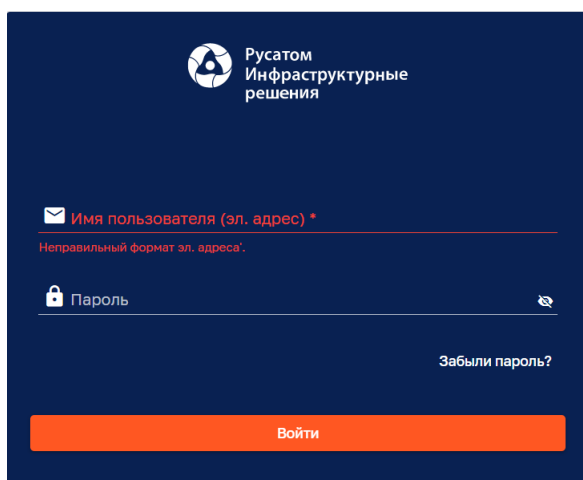 Русатом
Инфраструктурные
решения
Имя пользователя (эл. адрес) *
Неправильный формат эл. адреса'.
Пароль
Забыли пароль?
Войти